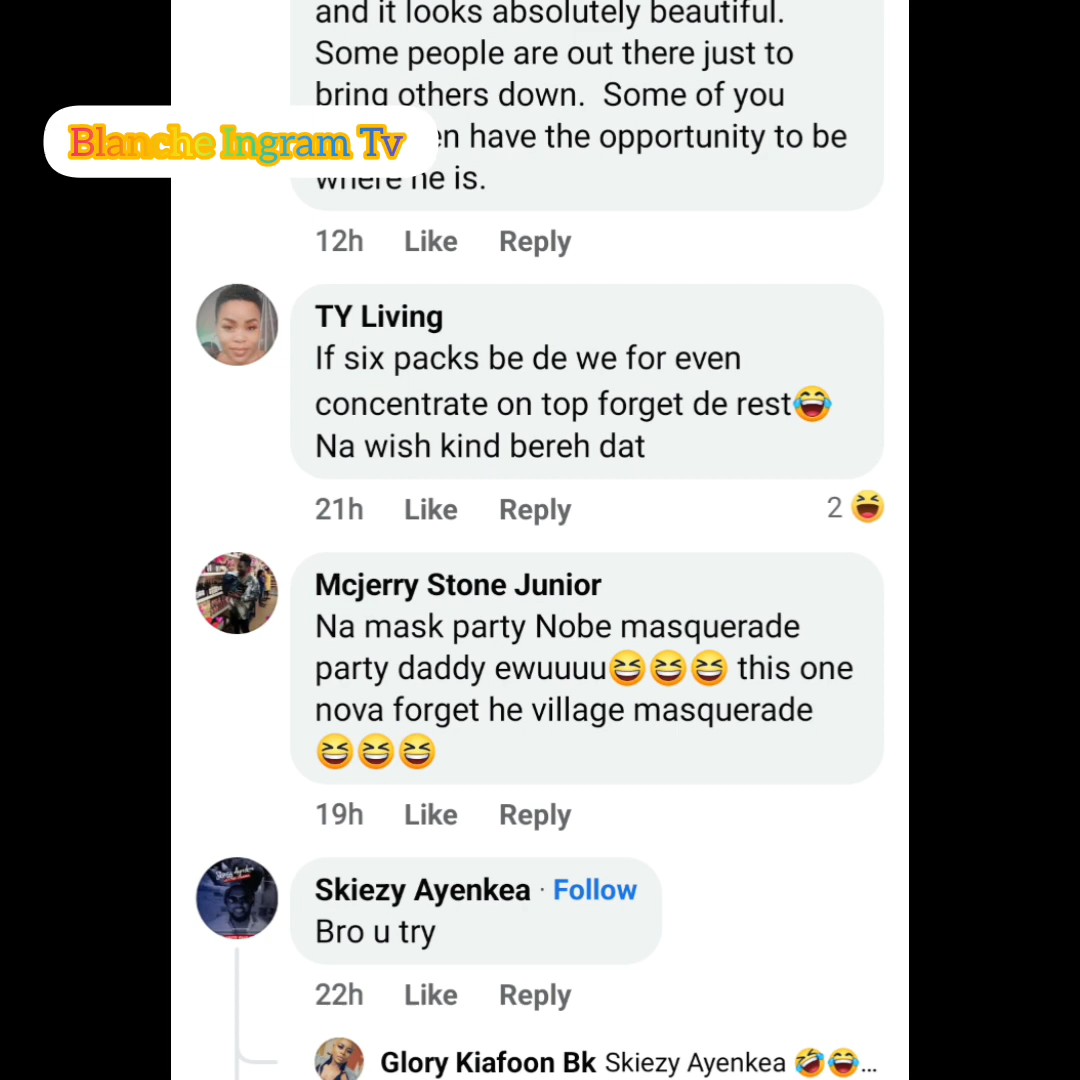 and it looks absolutely beautiful.
Some people are out there just to
bring others down. Some of you
Blanche Ingram Tv
have the opportunity to be
where he is.
12h Like Reply
TY Living
If six packs be de we for even
concentrate on top forget de rest😂
Na wish kind bereh dat
21h Like Reply 2 😆
Mcjerry Stone Junior
Na mask party Nobe masquerade
party daddy ewuuuu😆😆😆 this one
nova forget he village masquerade
😆😆😆
19h Like Reply
Skiezy Ayenkea · Follow
Bro u try
22h Like Reply
Glory Kiafoon Bk Skiezy Ayenkea 🤣😂...